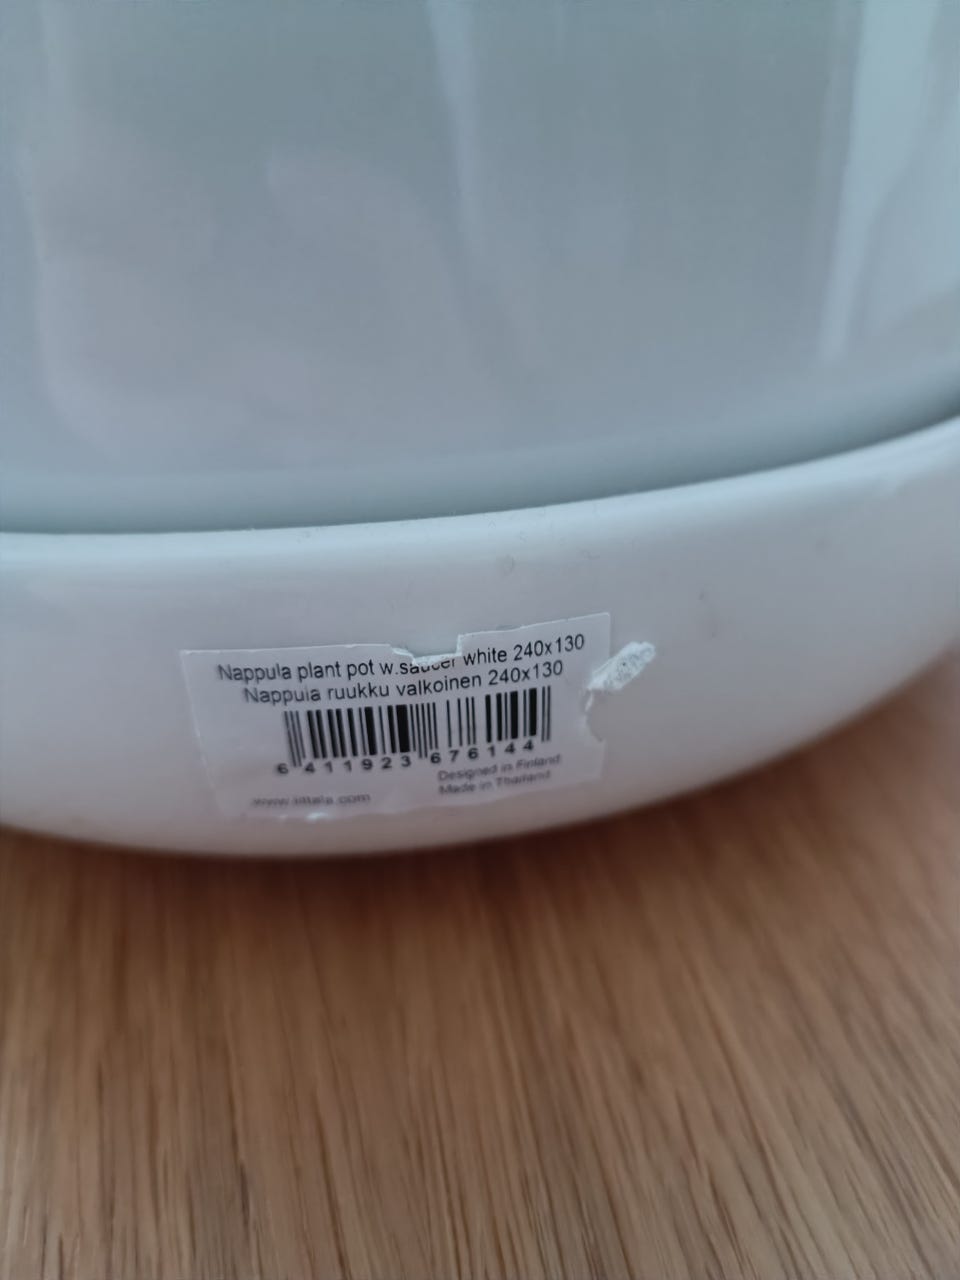 Nappula plant pot w.saucer white 240x130
Nappula ruukku valkoinen 240x130
6 411923 676144
Designed in Finland
Made in Thailand
www.iittala.com